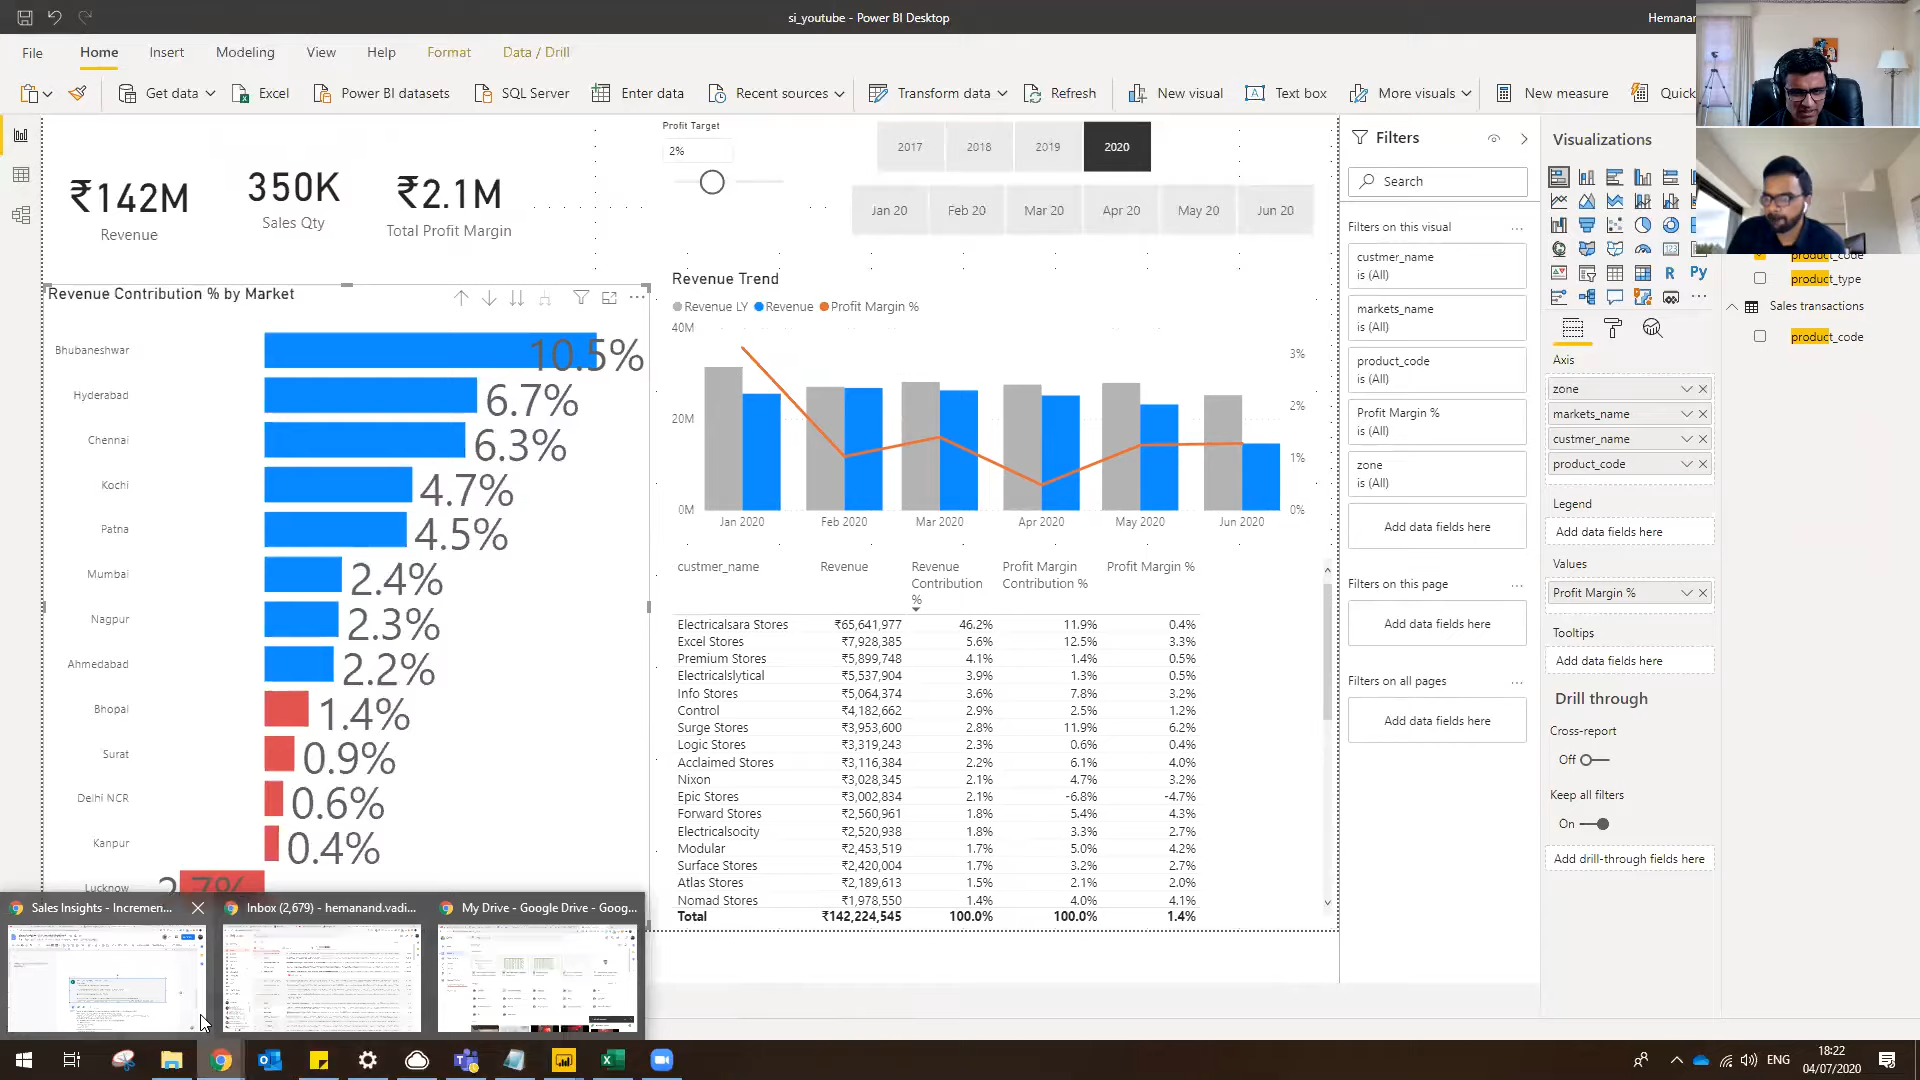 si_youtube - Power BI Desktop
File
Home
Insert
Modeling
View
Help
Format
Data / Drill
Get data
Excel
Power BI datasets
SQL Server
Enter data
Recent sources
Transform data
Refresh
New visual
Text box
More visuals
New measure
₹142M
Revenue
350K
Sales Qty
₹2.1M
Total Profit Margin
Profit Target
2%
2017
2018
2019
2020
Jan 20
Feb 20
Mar 20
Apr 20
May 20
Jun 20
Revenue Contribution % by Market
Bhubaneshwar 10.5%
Hyderabad 6.7%
Chennai 6.3%
Kochi 4.7%
Patna 4.5%
Mumbai 2.4%
Nagpur 2.3%
Ahmedabad 2.2%
Bhopal 1.4%
Surat 0.9%
Delhi NCR 0.6%
Kanpur 0.4%
Lucknow
Revenue Trend
Revenue LY Revenue Profit Margin %
40M
20M
0M
3%
2%
1%
0%
Jan 2020 Feb 2020 Mar 2020 Apr 2020 May 2020 Jun 2020
custmer_name Revenue Revenue Contribution % Profit Margin Contribution % Profit Margin %
Electricalsara Stores ₹65,641,977 46.2% 11.9% 0.4%
Excel Stores ₹7,928,385 5.6% 12.5% 3.3%
Premium Stores ₹5,899,748 4.1% 1.4% 0.5%
Electricalslytical ₹5,537,904 3.9% 1.3% 0.5%
Info Stores ₹5,064,374 3.6% 7.8% 3.2%
Control ₹4,182,662 2.9% 2.5% 1.2%
Surge Stores ₹3,953,600 2.8% 11.9% 6.2%
Logic Stores ₹3,319,243 2.3% 0.6% 0.4%
Acclaimed Stores ₹3,116,384 2.2% 6.1% 4.0%
Nixon ₹3,028,345 2.1% 4.7% 3.2%
Epic Stores ₹3,002,834 2.1% -6.8% -4.7%
Forward Stores ₹2,560,961 1.8% 5.4% 4.3%
Electricalsocity ₹2,520,938 1.8% 3.3% 2.7%
Modular ₹2,453,519 1.7% 5.0% 4.2%
Surface Stores ₹2,420,004 1.7% 3.2% 2.7%
Atlas Stores ₹2,189,613 1.5% 2.1% 2.0%
Nomad Stores ₹1,978,550 1.4% 4.0% 4.1%
Total ₹142,224,545 100.0% 100.0% 1.4%
Filters
Search
Filters on this visual
custmer_name
is (All)
markets_name
is (All)
product_code
is (All)
Profit Margin %
is (All)
zone
is (All)
Add data fields here
Filters on this page
Add data fields here
Filters on all pages
Add data fields here
Visualizations
R
Py
Axis
zone
markets_name
custmer_name
product_code
Legend
Add data fields here
Values
Profit Margin %
Tooltips
Add data fields here
Drill through
Cross-report
Off
Keep all filters
On
Add drill-through fields here
product_code
product_type
Sales transactions
product_code
Sales Insights - Incremen...
Inbox (2,679) - hemanand.vadi...
My Drive - Google Drive - Goog...
ENG
18:22
04/07/2020